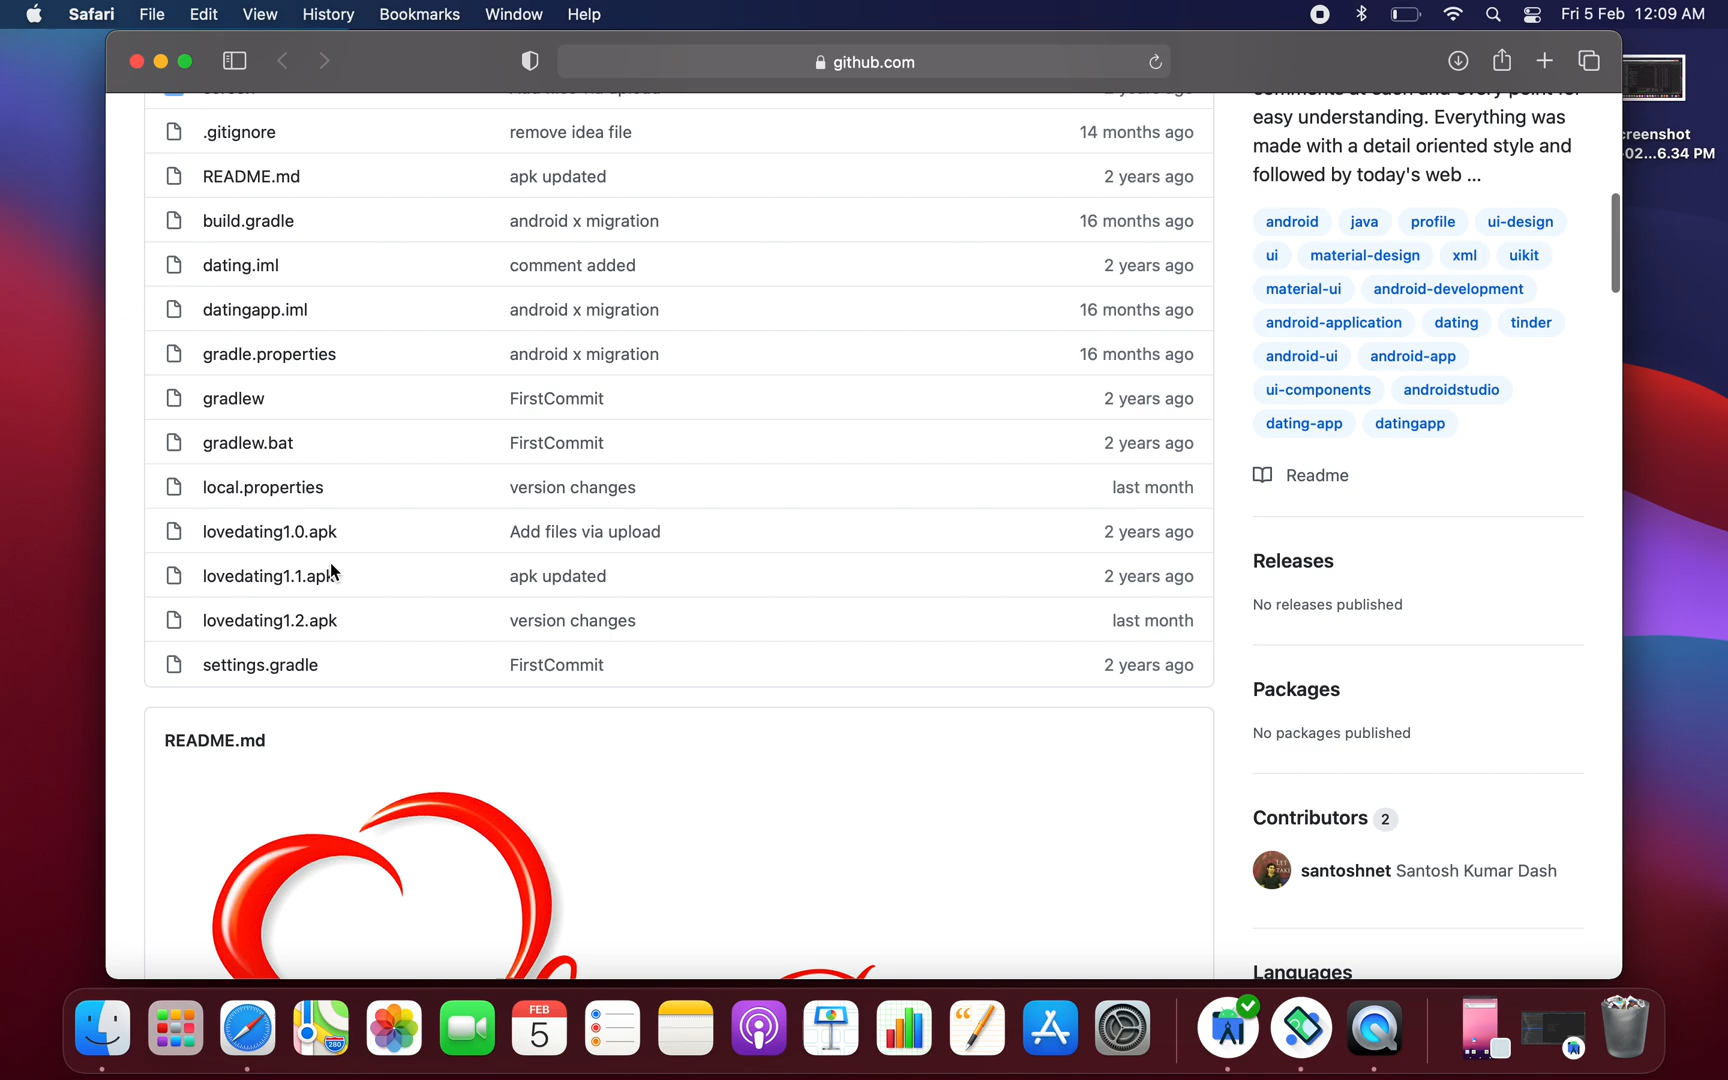 Safari File Edit View History Bookmarks Window Help Fri 5 Feb 12:09 AM
github.com
easy understanding. Everything was
made with a detail oriented style and
followed by today's web ...
.gitignore remove idea file 14 months ago
README.md apk updated 2 years ago
build.gradle android x migration 16 months ago
dating.iml comment added 2 years ago
datingapp.iml android x migration 16 months ago
gradle.properties android x migration 16 months ago
gradlew FirstCommit 2 years ago
gradlew.bat FirstCommit 2 years ago
local.properties version changes last month
lovedating1.0.apk Add files via upload 2 years ago
lovedating1.1.apk apk updated 2 years ago
lovedating1.2.apk version changes last month
settings.gradle FirstCommit 2 years ago
README.md
android java profile ui-design
ui material-design xml uikit
material-ui android-development
android-application dating tinder
android-ui android-app
ui-components androidstudio
dating-app datingapp
Readme
Releases
No releases published
Packages
No packages published
Contributors 2
santoshnet Santosh Kumar Dash
Languages
creenshot
02...6.34 PM
FEB
5
280